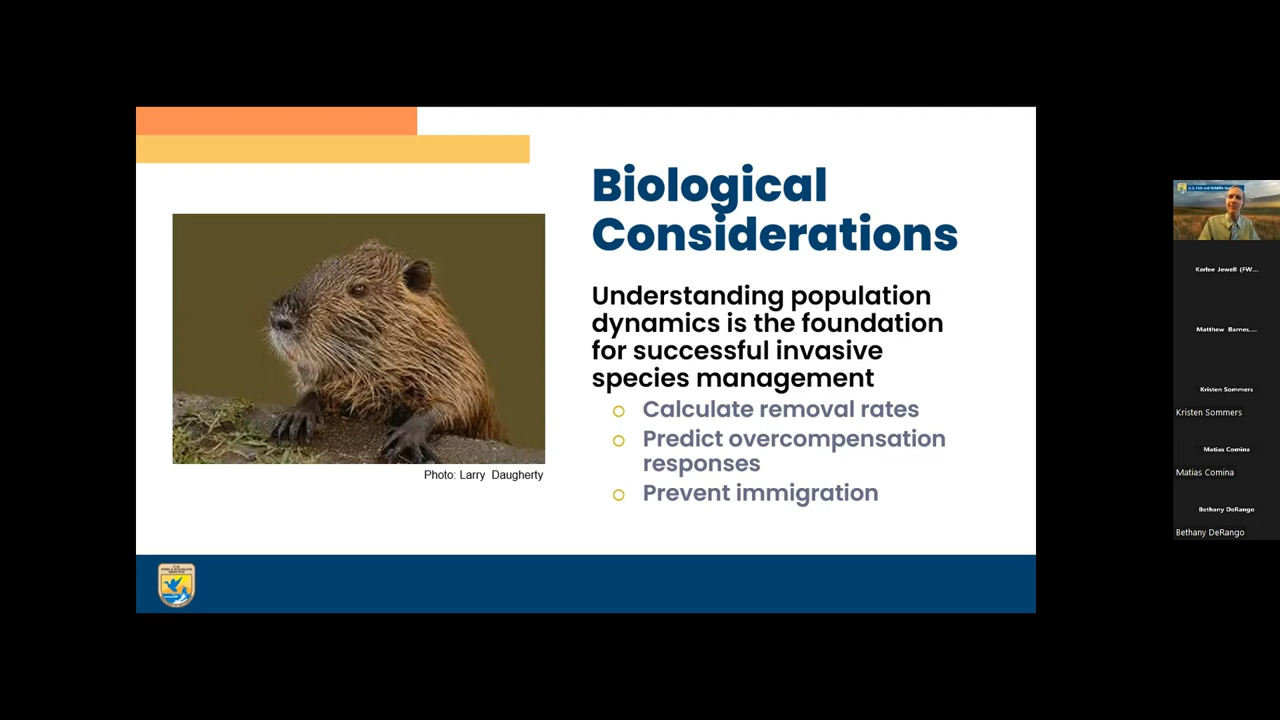 Biological
Considerations
Understanding population
dynamics is the foundation
for successful invasive
species management
Calculate removal rates
Predict overcompensation
responses
Prevent immigration
Photo: Larry Daugherty
Karlee Jewell (FW...
Matthew Barnes,...
Kristen Sommers
Kristen Sommers
Matias Comina
Matias Comina
Bethany DeRango
Bethany DeRango